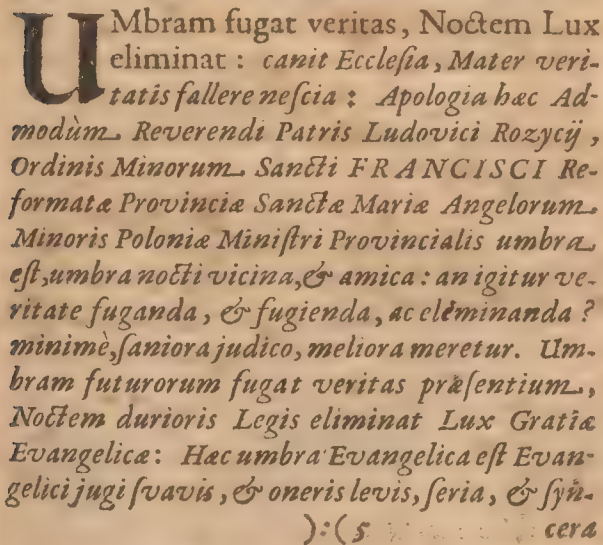 UMbram fugat veritas, Noctem Lux
eliminat: canit Ecclesia, Mater veri-
tatis fallere nescia: Apologia hæc Ad-
modùm Reverendi Patris Ludovici Rozycij,
Ordinis Minorum Sancti FRANCISCI Re-
formatæ Provinciæ Sanctæ Mariæ Angelorum
Minoris Poloniæ Ministri Provincialis umbra
est, umbra nocti vicina, & amica: an igitur ve-
ritate fuganda, & fugienda, ac eleminanda?
minimè, saniora judico, meliora meretur. Um-
bram futurorum fugat veritas præsentium,
Noctem durioris Legis eliminat Lux Gratiæ
Evangelicæ: Hæc umbra Evangelica est Evan-
gelici jugi svavis, & oneris levis, seria, & syn-
):( 5 cera